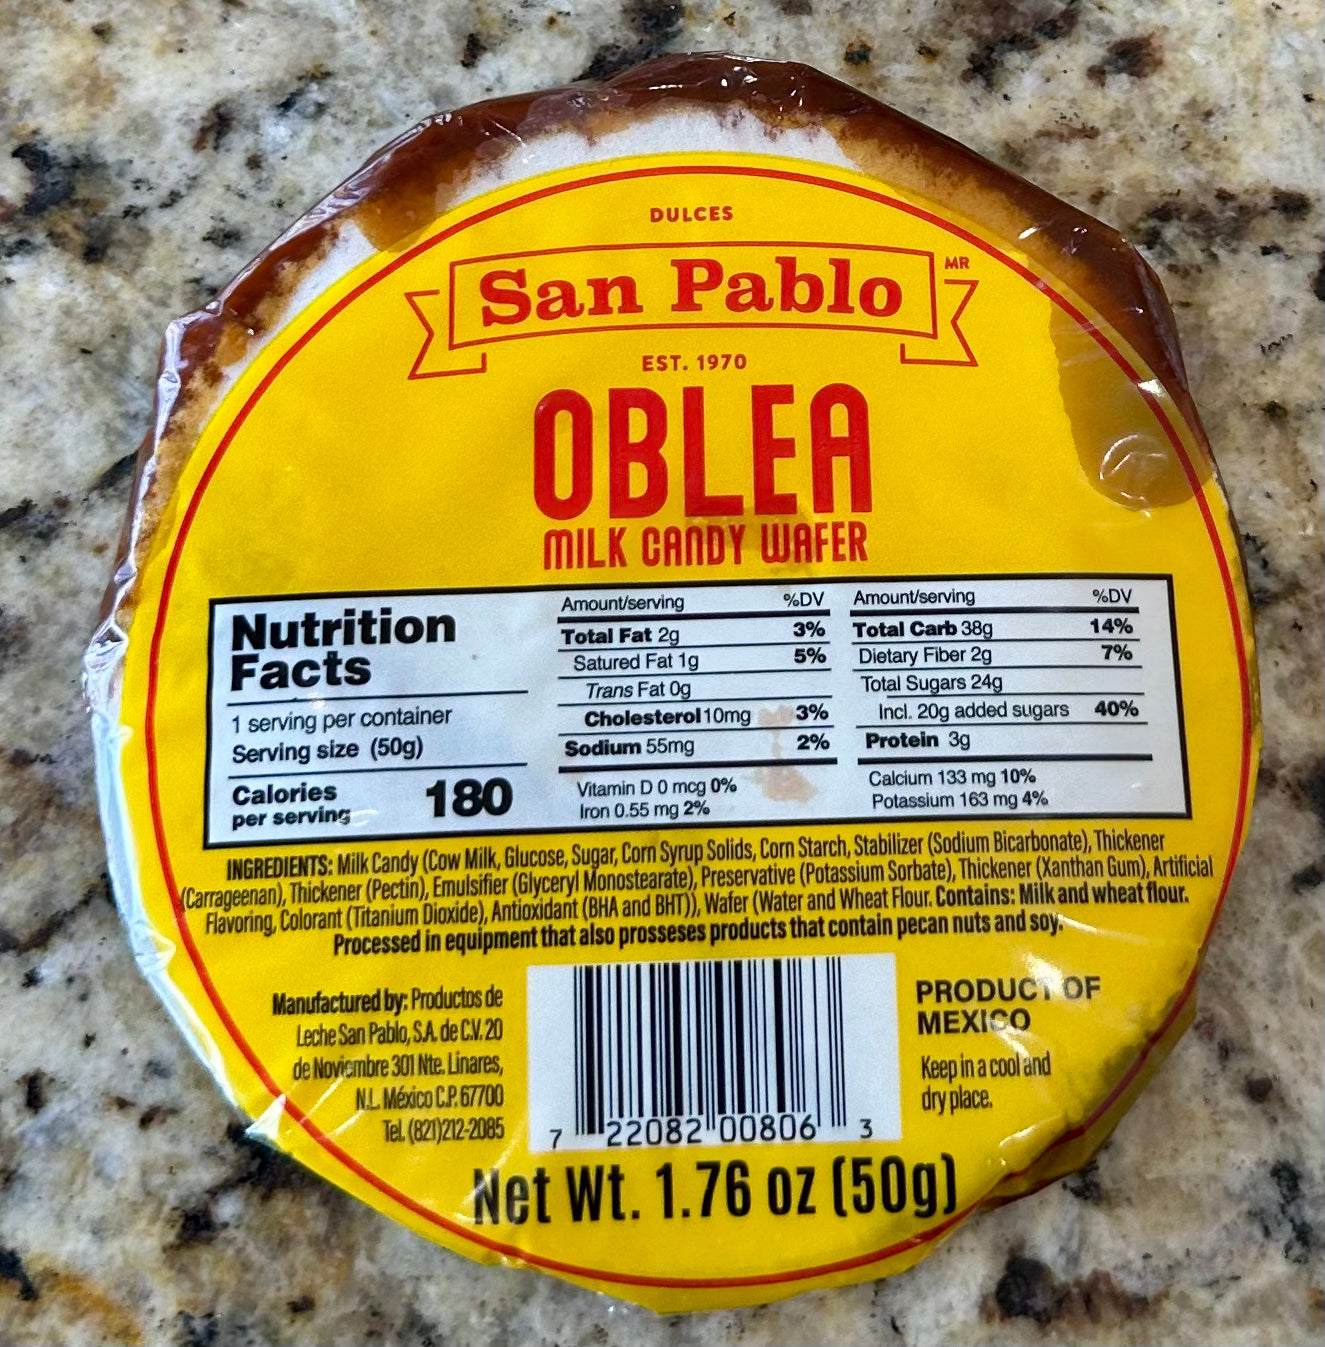 DULCES
San Pablo MR
EST. 1970
OBLEA
MILK CANDY WAFER
Nutrition
Facts
1 serving per container
Serving size (50g)
Calories
per serving 180
Amount/serving %DV
Total Fat 2g 3%
Satured Fat 1g 5%
Trans Fat 0g
Cholesterol 10mg 3%
Sodium 55mg 2%
Vitamin D 0 mcg 0%
Iron 0.55 mg 2%
Amount/serving %DV
Total Carb 38g 14%
Dietary Fiber 2g 7%
Total Sugars 24g
Incl. 20g added sugars 40%
Protein 3g
Calcium 133 mg 10%
Potassium 163 mg 4%
INGREDIENTS: Milk Candy (Cow Milk, Glucose, Sugar, Corn Syrup Solids, Corn Starch, Stabilizer (Sodium Bicarbonate), Thickener
(Carrageenan), Thickener (Pectin), Emulsifier (Glyceryl Monostearate), Preservative (Potassium Sorbate), Thickener (Xanthan Gum), Artificial
Flavoring, Colorant (Titanium Dioxide), Antioxidant (BHA and BHT)), Wafer (Water and Wheat Flour. Contains: Milk and wheat flour.
Processed in equipment that also prosseses products that contain pecan nuts and soy.
Manufactured by: Productos de
Leche San Pablo, S.A. de C.V. 20
de Noviembre 301 Nte. Linares,
N.L. México C.P. 67700
Tel. (821)212-2085
7 22082 00806 3
PRODUCT OF
MEXICO
Keep in a cool and
dry place.
Net Wt. 1.76 oz (50g)